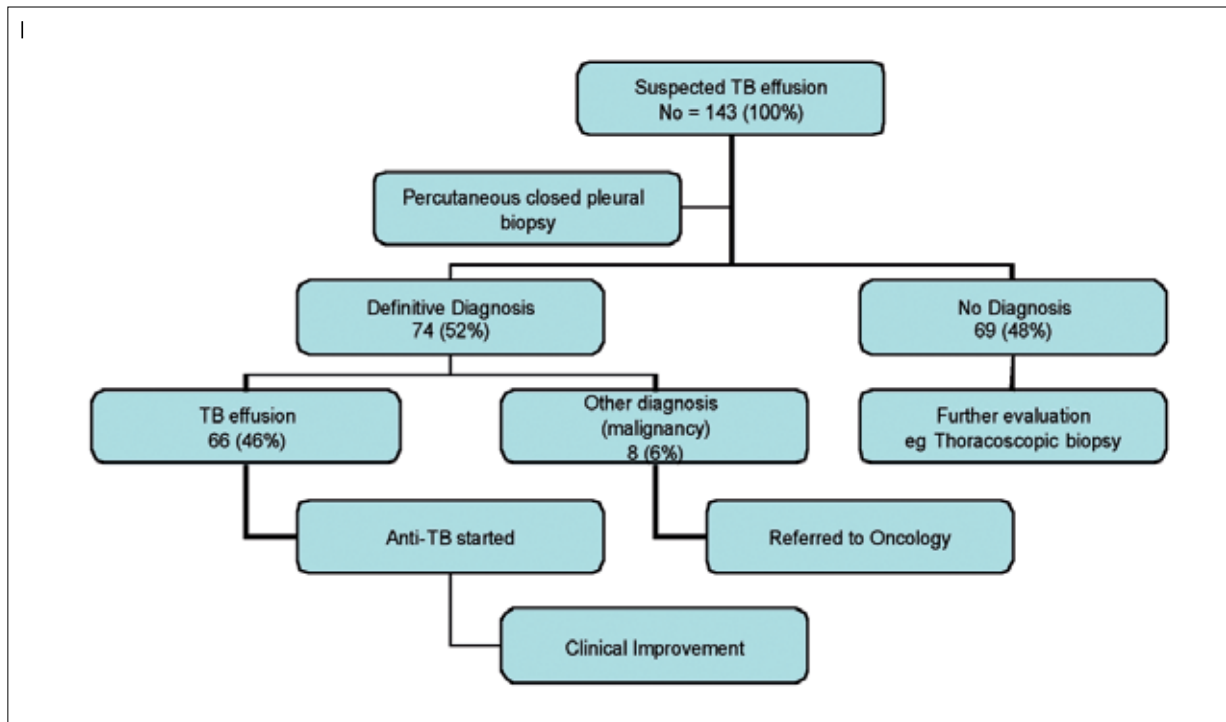 Suspected TB effusion
No = 143 (100%)
Percutaneous closed pleural
biopsy
Definitive Diagnosis
74 (52%)
No Diagnosis
69 (48%)
TB effusion
66 (46%)
Other diagnosis
(malignancy)
8 (6%)
Further evaluation
eg Thoracoscopic biopsy
Anti-TB started
Referred to Oncology
Clinical Improvement